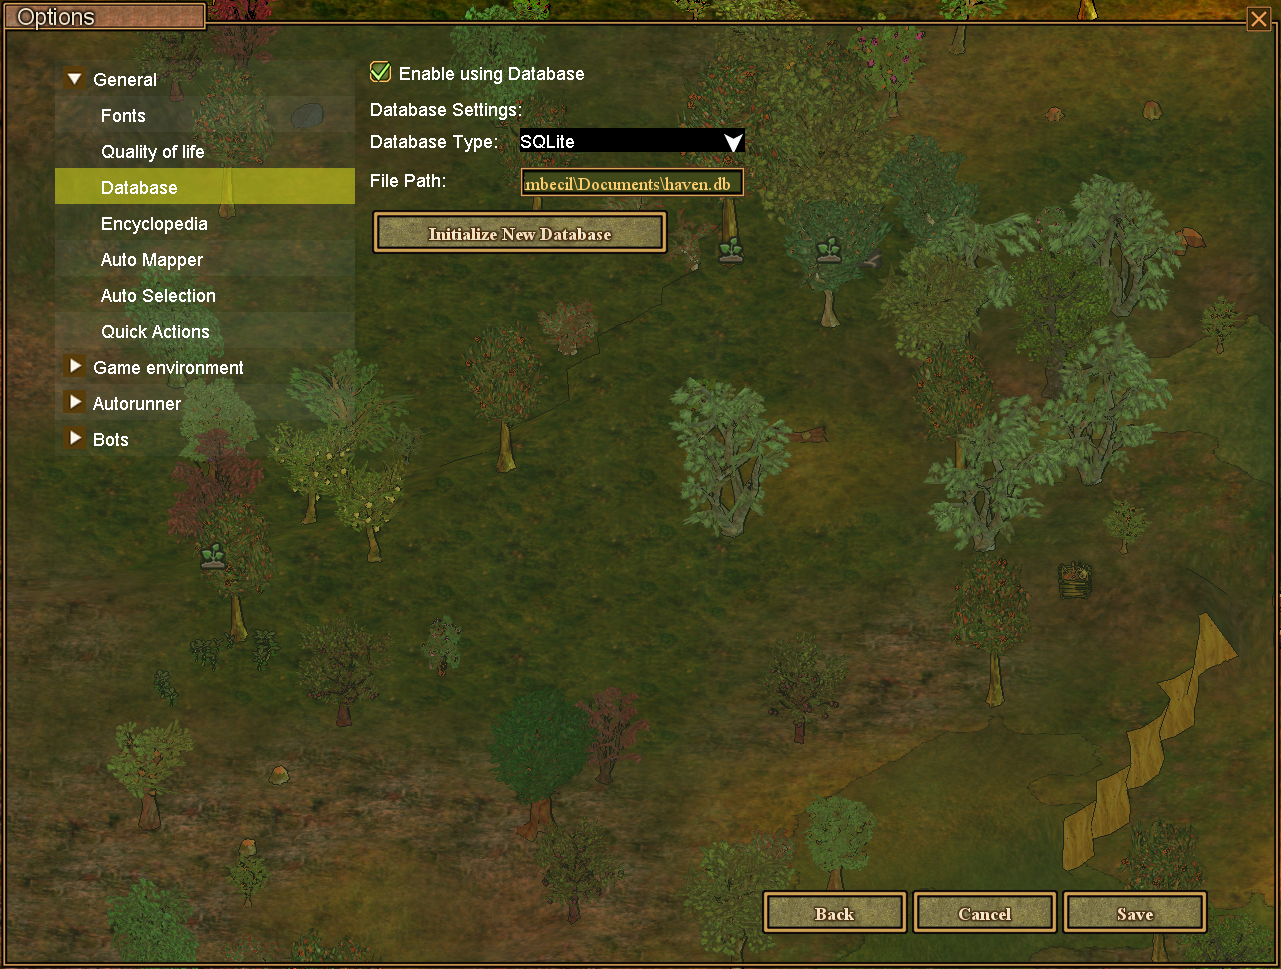 Options
General
Fonts
Quality of life
Database
Encyclopedia
Auto Mapper
Auto Selection
Quick Actions
Game environment
Autorunner
Bots
Enable using Database
Database Settings:
Database Type: SQLite
File Path: mbecil\Documents\haven.db
Initialize New Database
Back Cancel Save